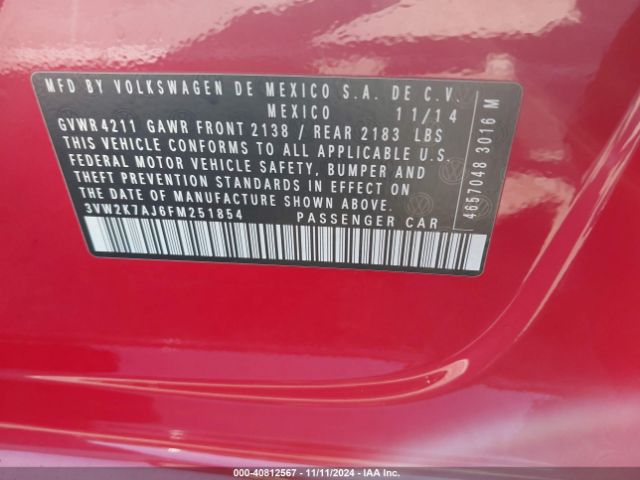 MFD BY VOLKSWAGEN DE MEXICO S.A. DE C.V.
MEXICO 11/14
GVWR 4211 GAWR FRONT 2138 / REAR 2183 LBS
THIS VEHICLE CONFORMS TO ALL APPLICABLE U.S.
FEDERAL MOTOR VEHICLE SAFETY, BUMPER AND
THEFT PREVENTION STANDARDS IN EFFECT ON
THE DATE OF MANUFACTURE SHOWN ABOVE.
3VW2K7AJ6FM251854 PASSENGER CAR
4657048 3016 M
000-40812567 - 11/11/2024 - IAA Inc.